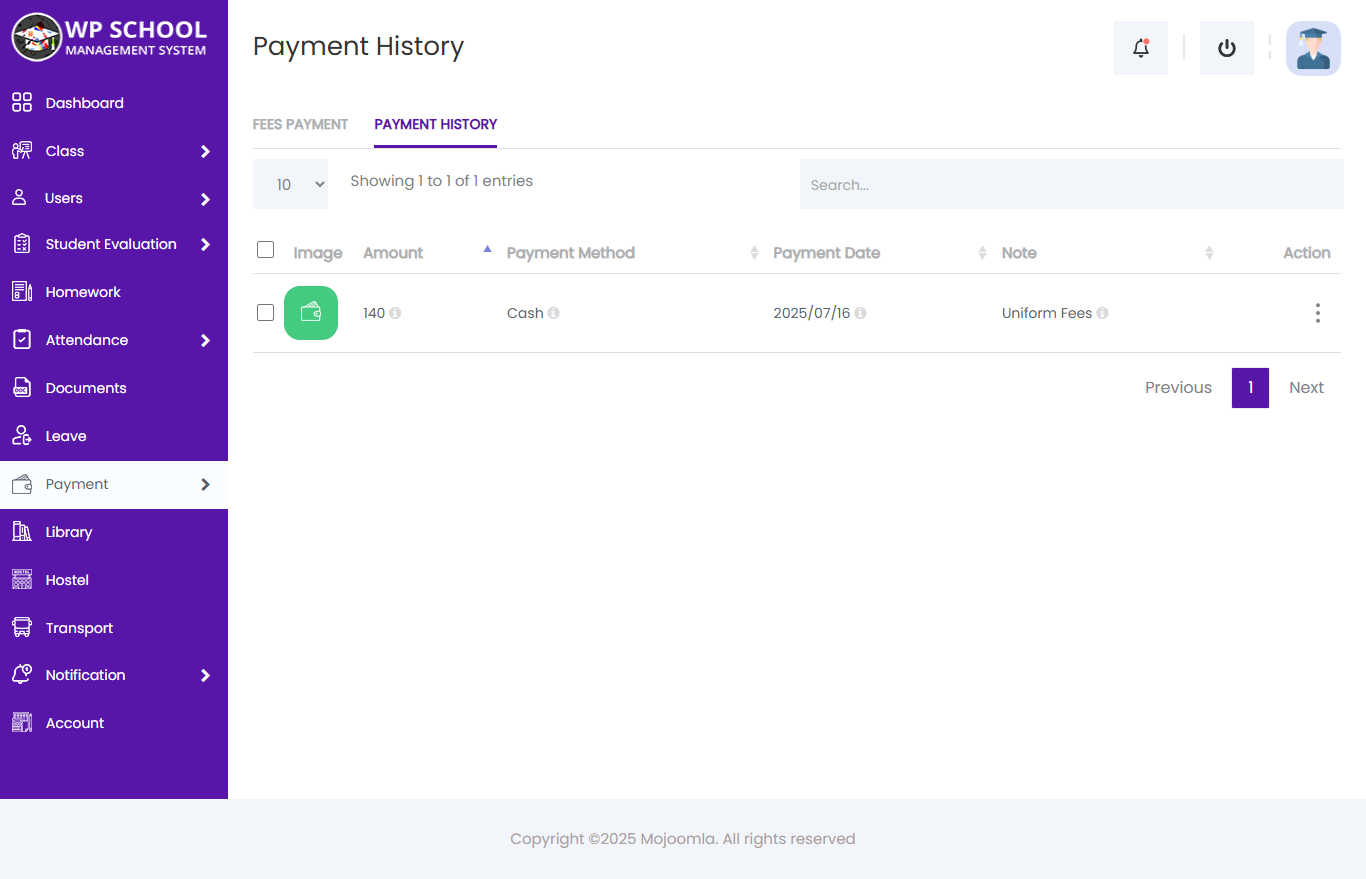 WP SCHOOL
MANAGEMENT SYSTEM
Payment History
Dashboard
Class
Users
Student Evaluation
Homework
Attendance
Documents
Leave
Payment
Library
Hostel
Transport
Notification
Account
FEES PAYMENT PAYMENT HISTORY
10 Showing 1 to 1 of 1 entries Search...
Image Amount Payment Method Payment Date Note Action
140 Cash 2025/07/16 Uniform Fees
Previous 1 Next
Copyright ©2025 Mojoomla. All rights reserved